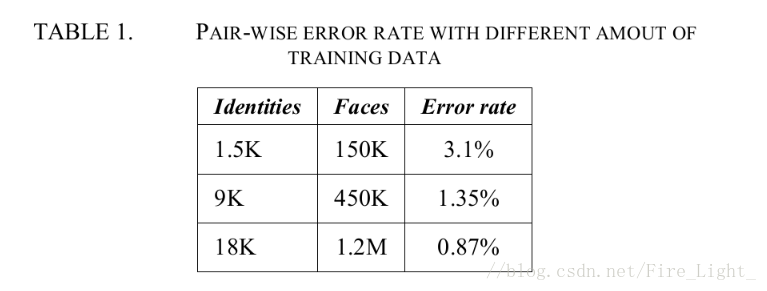 TABLE 1. PAIR-WISE ERROR RATE WITH DIFFERENT AMOUT OF
TRAINING DATA
Identities Faces Error rate
1.5K 150K 3.1%
9K 450K 1.35%
18K 1.2M 0.87%
//blog.csdn.net/Fire_Light_